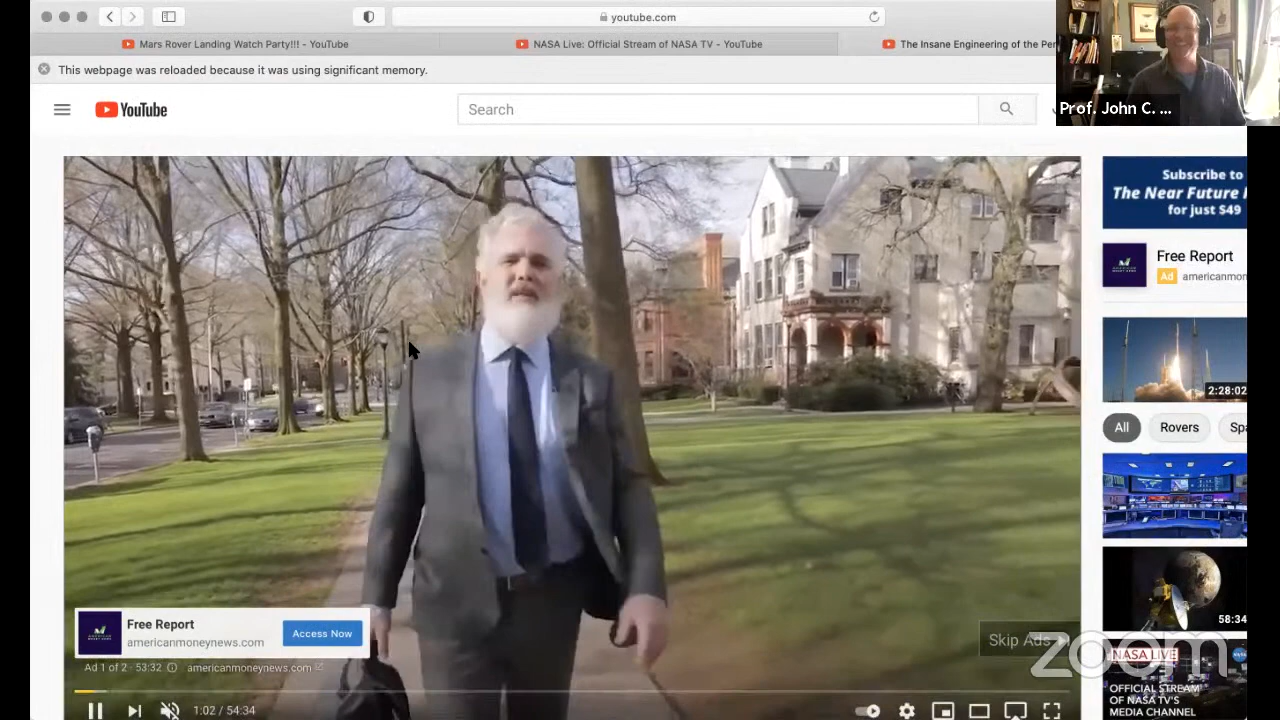 youtube.com
Mars Rover Landing Watch Party!!! - YouTube
NASA Live: Official Stream of NASA TV - YouTube
The Insane Engineering of the Per
This webpage was reloaded because it was using significant memory.
Prof. John C. ...
YouTube
Search
Subscribe to
The Near Future
for just $49
Free Report
Ad americanmon
2:28:02
All
Rovers
Spa
58:34
NASA LIVE
OFFICIAL STREAM
OF NASA TV'S
MEDIA CHANNEL
Free Report
americanmoneynews.com
Access Now
Skip Ads
zoom
Ad 1 of 2 · 53:32
americanmoneynews.com
1:02 / 54:34